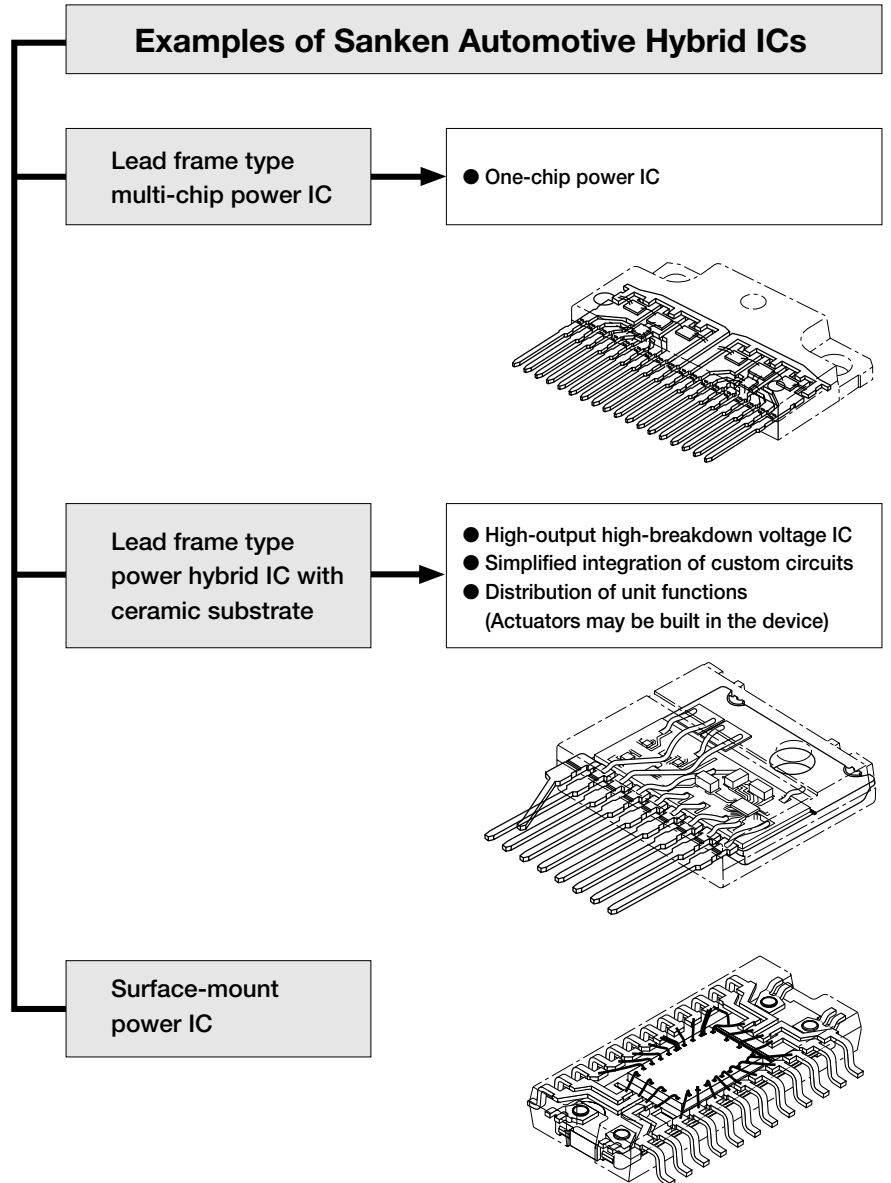 Examples of Sanken Automotive Hybrid ICs
Lead frame type
multi-chip power IC
● One-chip power IC
Lead frame type
power hybrid IC with
ceramic substrate
● High-output high-breakdown voltage IC
● Simplified integration of custom circuits
● Distribution of unit functions
(Actuators may be built in the device)
Surface-mount
power IC